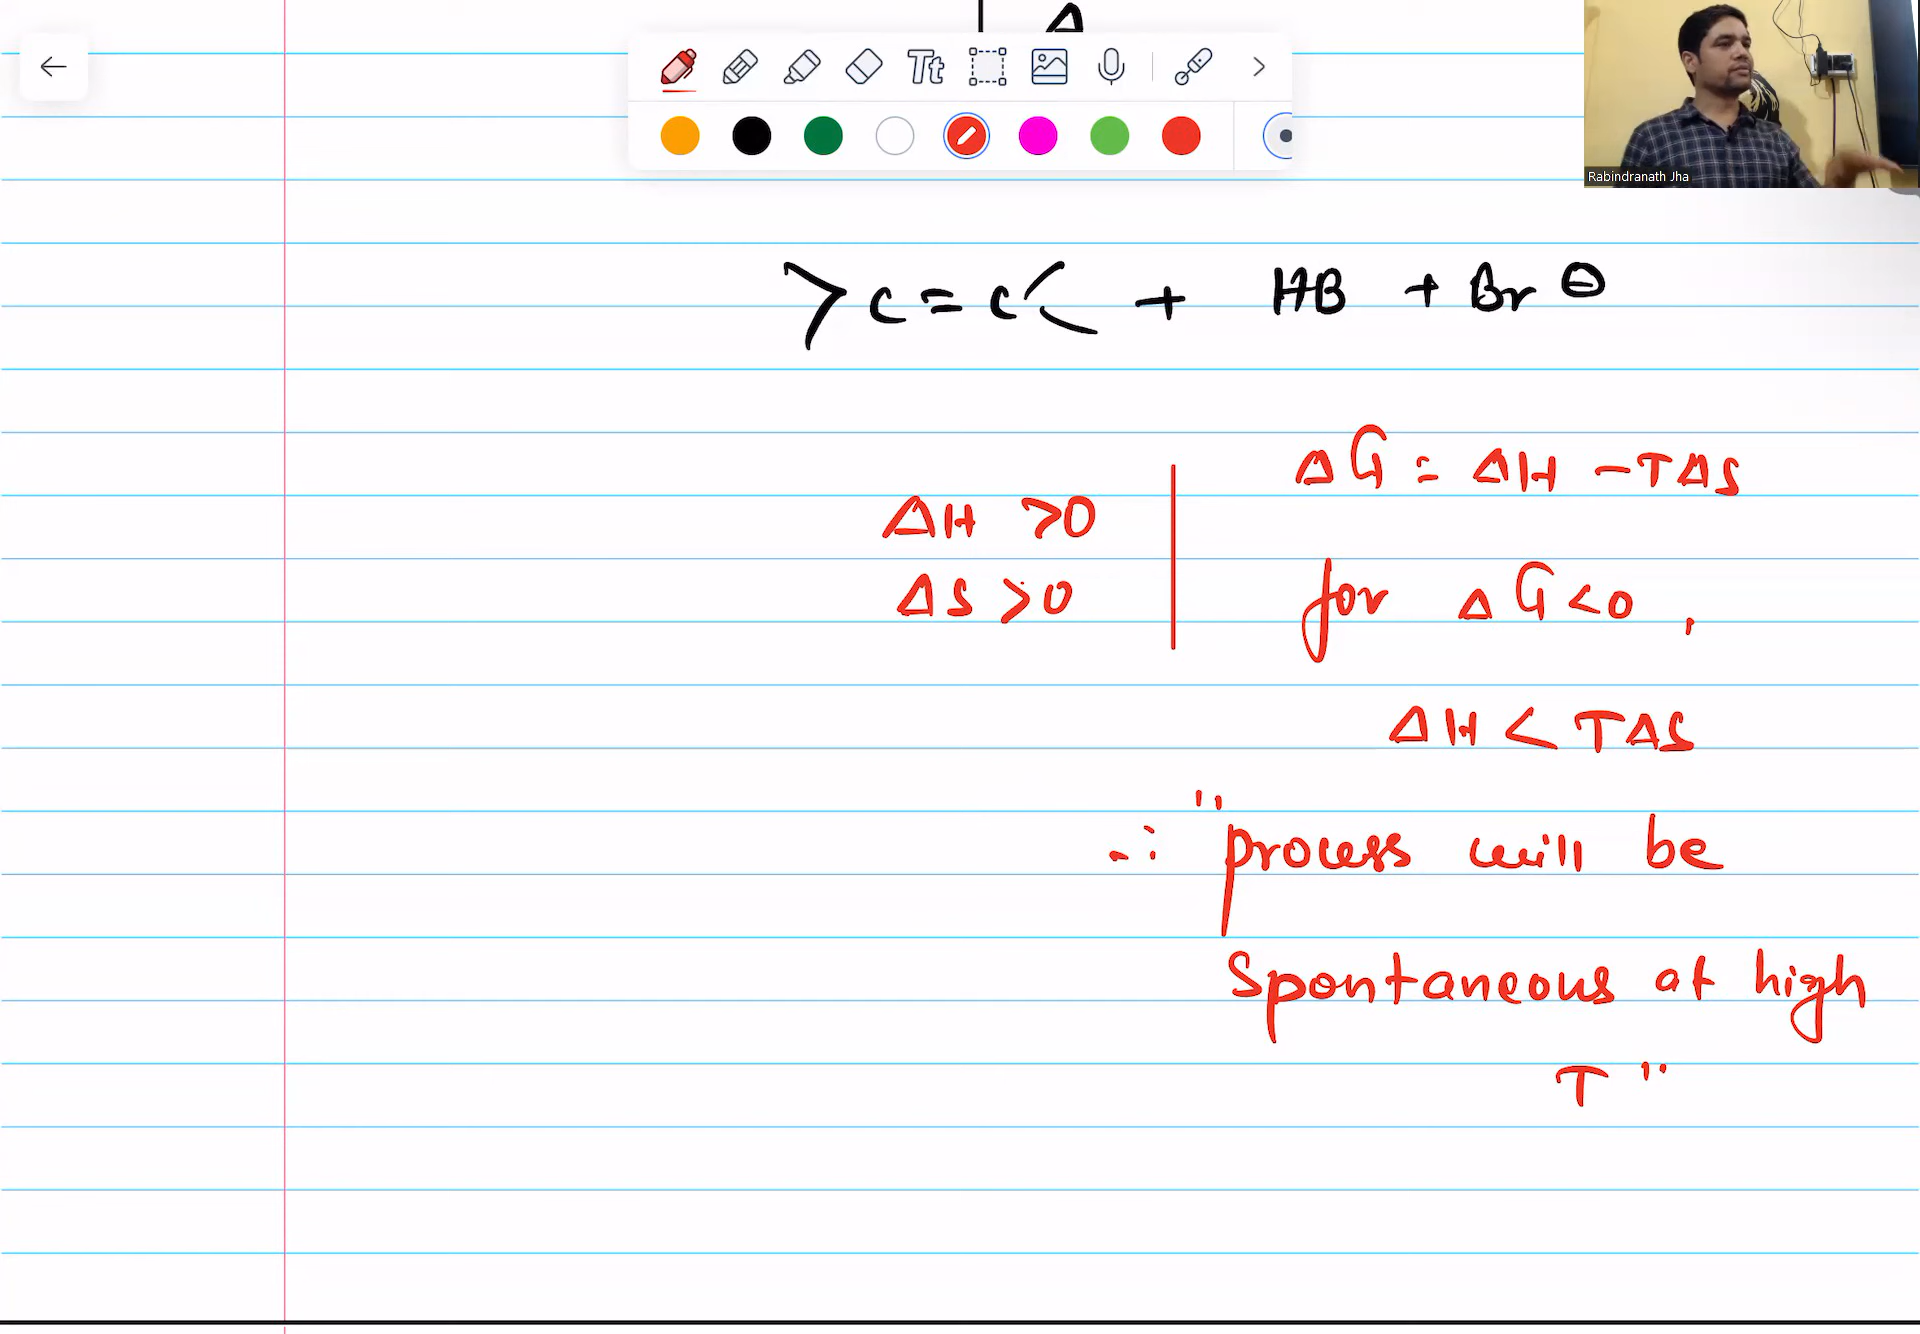 Δ
Tt
Rabindranath Jha
>C=C< + HB + Br⊖
ΔG = ΔH - TΔS
ΔH >0
ΔS >0
for ΔG<0,
ΔH < TΔS
∴ "process will be
spontaneous at high
T"